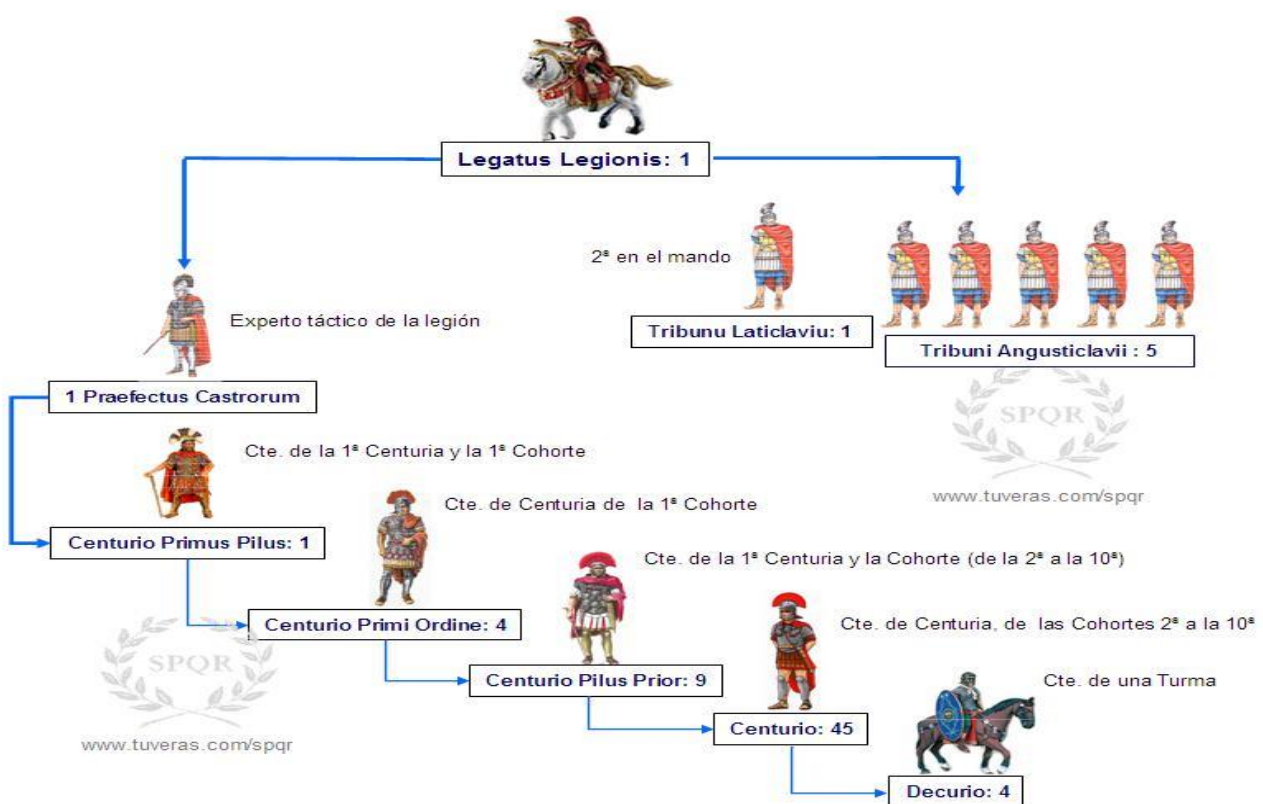 Legatus Legionis: 1
2ª en el mando
Experto táctico de la legión
Tribunu Laticlaviu: 1
Tribuni Angusticlavii : 5
1 Praefectus Castrorum
SPQR
www.tuveras.com/spqr
Cte. de la 1ª Centuria y la 1ª Cohorte
Cte. de Centuria de la 1ª Cohorte
Centurio Primus Pilus: 1
Cte. de la 1ª Centuria y la Cohorte (de la 2ª a la 10ª)
Centurio Primi Ordine: 4
Cte. de Centuria, de las Cohortes 2ª a la 10ª
SPQR
www.tuveras.com/spqr
Centurio Pilus Prior: 9
Cte. de una Turma
Centurio: 45
Decurio: 4